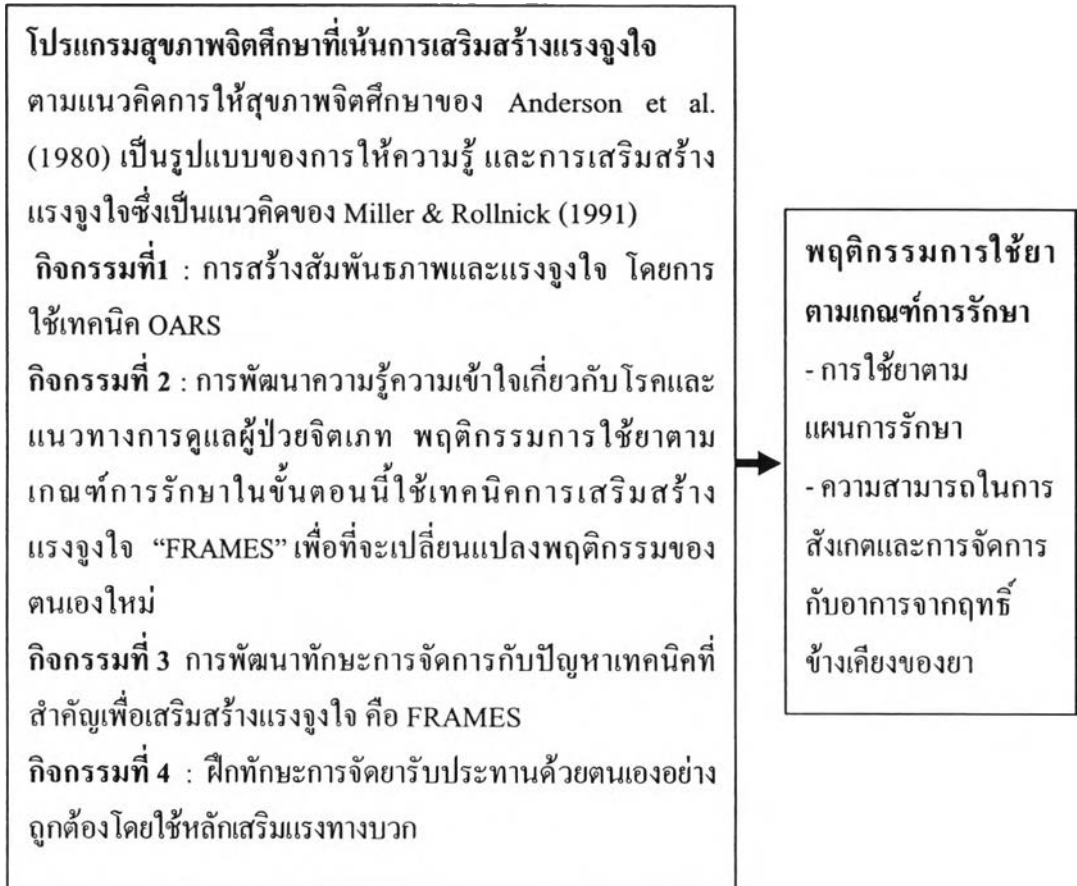 โปรแกรมสุขภาพจิตศึกษาที่เน้นการเสริมสร้างแรงจูงใจ
ตามแนวคิดการให้สุขภาพจิตศึกษาของ Anderson et al.
(1980) เป็นรูปแบบของการให้ความรู้ และการเสริมสร้าง
แรงจูงใจซึ่งเป็นแนวคิดของ Miller & Rollnick (1991)
กิจกรรมที่1 : การสร้างสัมพันธภาพและแรงจูงใจ โดยการ
ใช้เทคนิค OARS
กิจกรรมที่ 2 : การพัฒนาความรู้ความเข้าใจเกี่ยวกับโรคและ
แนวทางการดูแลผู้ป่วยจิตเภท พฤติกรรมการใช้ยาตาม
เกณฑ์การรักษาในขั้นตอนนี้ใช้เทคนิคการเสริมสร้าง
แรงจูงใจ “FRAMES” เพื่อที่จะเปลี่ยนแปลงพฤติกรรมของ
ตนเองใหม่
กิจกรรมที่ 3 การพัฒนาทักษะการจัดการกับปัญหาเทคนิคที่
สำคัญเพื่อเสริมสร้างแรงจูงใจ คือ FRAMES
กิจกรรมที่ 4 : ฝึกทักษะการจัดยารับประทานด้วยตนเองอย่าง
ถูกต้องโดยใช้หลักเสริมแรงทางบวก
พฤติกรรมการใช้ยา
ตามเกณฑ์การรักษา
- การใช้ยาตาม
แผนการรักษา
- ความสามารถในการ
สังเกตและการจัดการ
กับอาการจากฤทธิ์
ข้างเคียงของยา